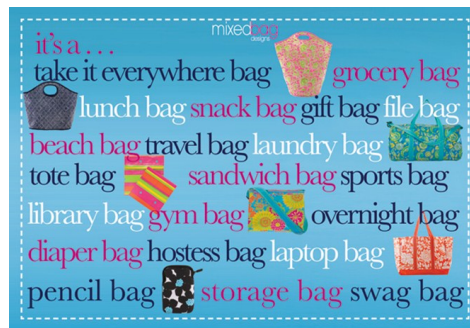 mixedbag
designs
it's a . . .
take it everywhere bag grocery bag
lunch bag snack bag gift bag file bag
beach bag travel bag laundry bag
tote bag sandwich bag sports bag
library bag gym bag overnight bag
diaper bag hostess bag laptop bag
pencil bag storage bag swag bag